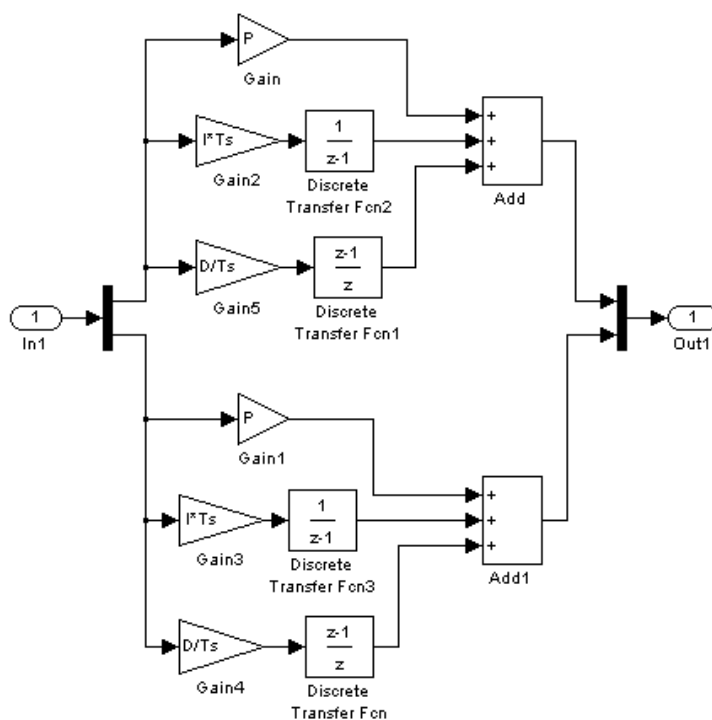 P
Gain
I*Ts
Gain2
1
z-1
Discrete
Transfer Fcn2
+
+
+
Add
D/Ts
Gain5
z-1
z
Discrete
Transfer Fcn1
1
In1
1
Out1
P
Gain1
I*Ts
Gain3
1
z-1
Discrete
Transfer Fcn3
+
+
+
Add1
D/Ts
Gain4
z-1
z
Discrete
Transfer Fcn